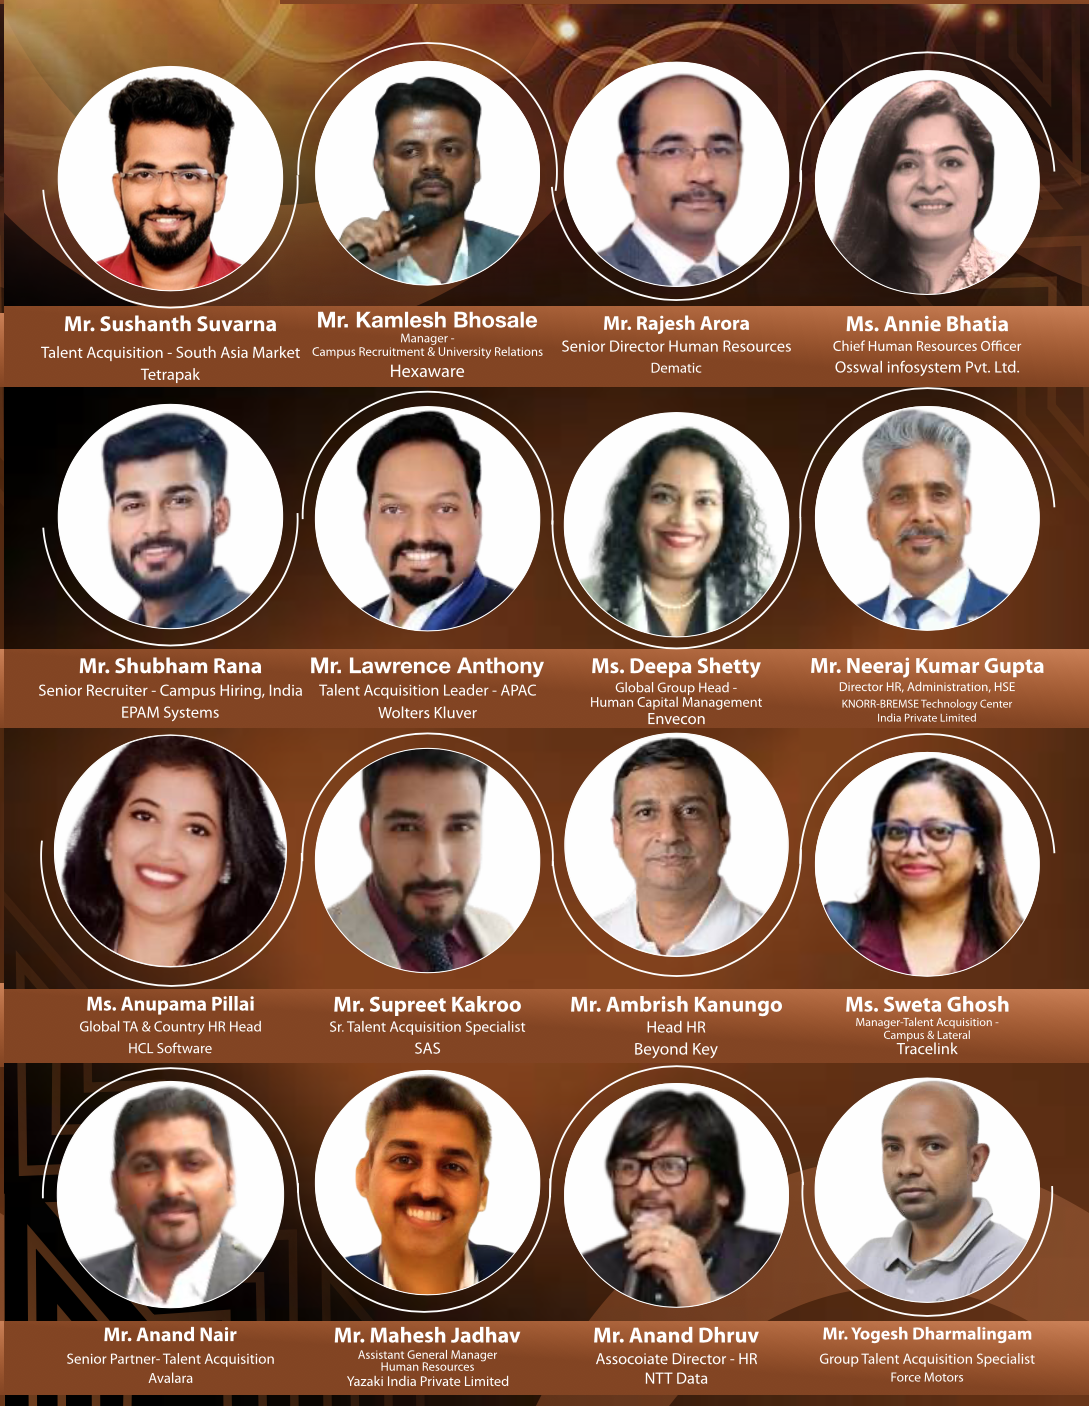 Mr. Sushanth Suvarna
Talent Acquisition - South Asia Market
Tetrapak
Mr. Kamlesh Bhosale
Manager -
Campus Recruitment & University Relations
Hexaware
Mr. Rajesh Arora
Senior Director Human Resources
Dematic
Ms. Annie Bhatia
Chief Human Resources Officer
Osswal infosystem Pvt. Ltd.
Mr. Shubham Rana
Senior Recruiter - Campus Hiring, India
EPAM Systems
Mr. Lawrence Anthony
Talent Acquisition Leader - APAC
Wolters Kluver
Ms. Deepa Shetty
Global Group Head -
Human Capital Management
Envecon
Mr. Neeraj Kumar Gupta
Director HR, Administration, HSE
KNORR-BREMSE Technology Center
India Private Limited
Ms. Anupama Pillai
Global TA & Country HR Head
HCL Software
Mr. Supreet Kakroo
Sr. Talent Acquisition Specialist
SAS
Mr. Ambrish Kanungo
Head HR
Beyond Key
Ms. Sweta Ghosh
Manager-Talent Acquisition -
Campus & Lateral
Tracelink
Mr. Anand Nair
Senior Partner- Talent Acquisition
Avalara
Mr. Mahesh Jadhav
Assistant General Manager
Human Resources
Yazaki India Private Limited
Mr. Anand Dhruv
Assocoiate Director - HR
NTT Data
Mr. Yogesh Dharmalingam
Group Talent Acquisition Specialist
Force Motors